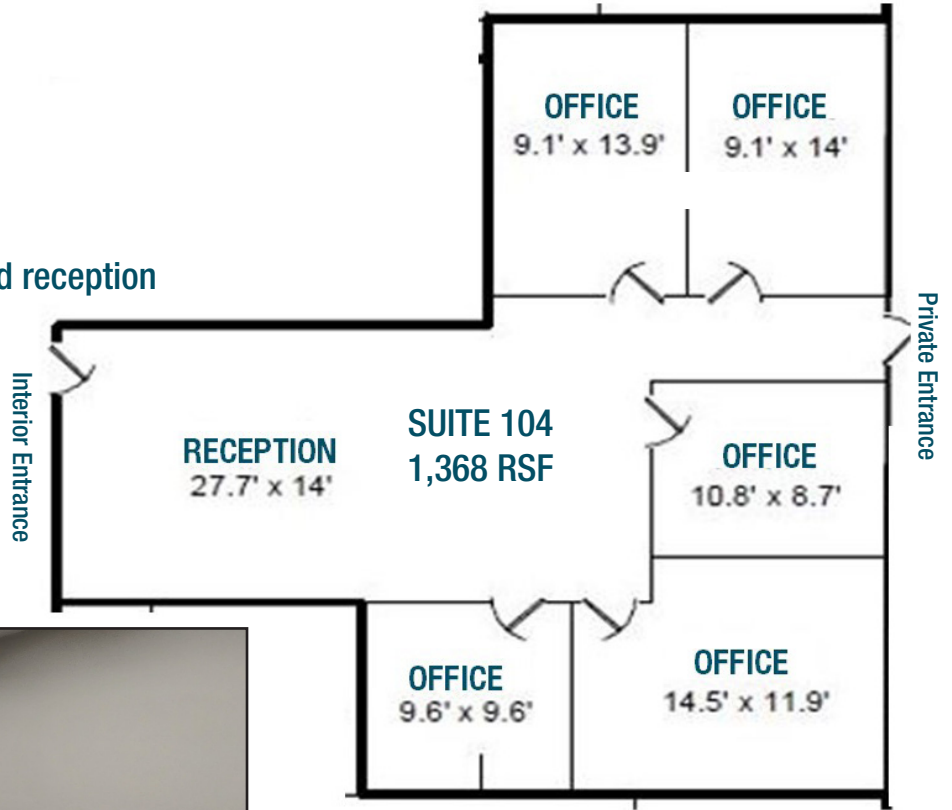 OFFICE
9.1' x 13.9'
OFFICE
9.1' x 14'
d reception
Interior Entrance
Private Entrance
RECEPTION
27.7' x 14'
SUITE 104
1,368 RSF
OFFICE
10.8' x 8.7'
OFFICE
9.6' x 9.6'
OFFICE
14.5' x 11.9'